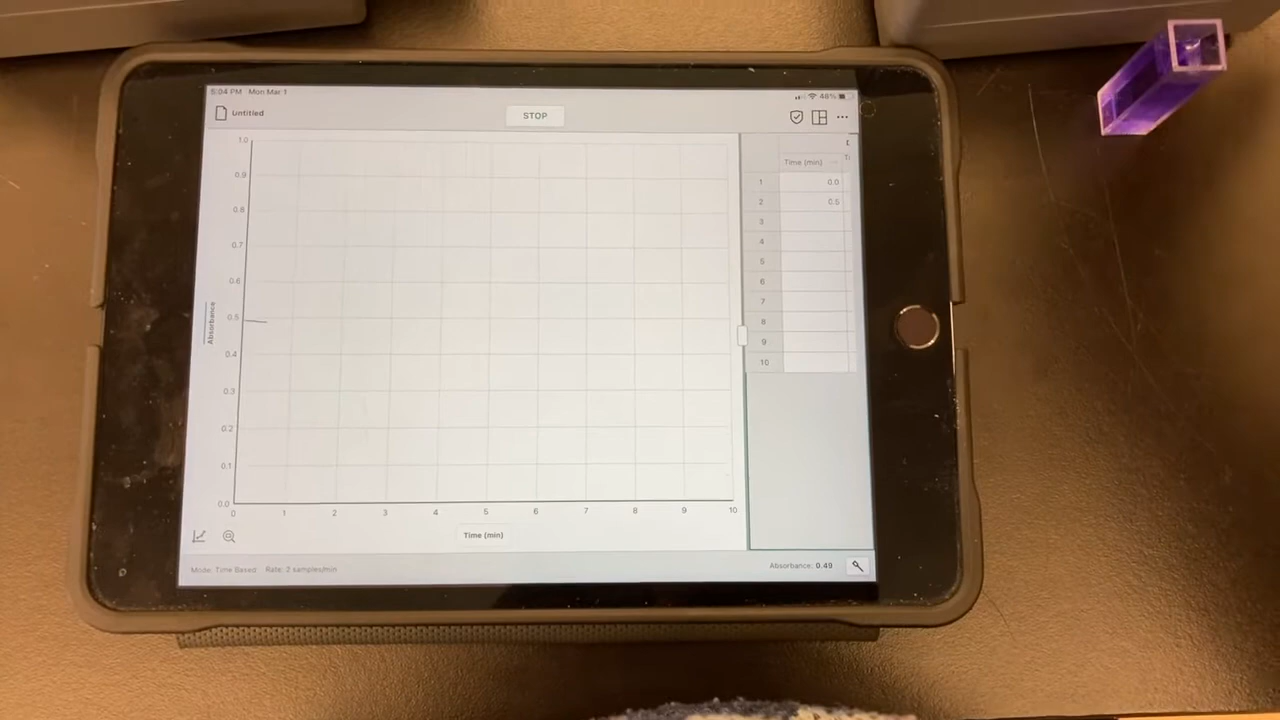 5:04 PM Mon Mar 1
48%
Untitled
STOP
Time (min)
1 0.0
2 0.5
3
4
5
6
7
8
9
10
1.0
0.9
0.8
0.7
0.6
0.5
0.4
0.3
0.2
0.1
0.0
Absorbance
0 1 2 3 4 5 6 7 8 9 10
Time (min)
Mode: Time Based Rate: 2 samples/min
Absorbance: 0.49